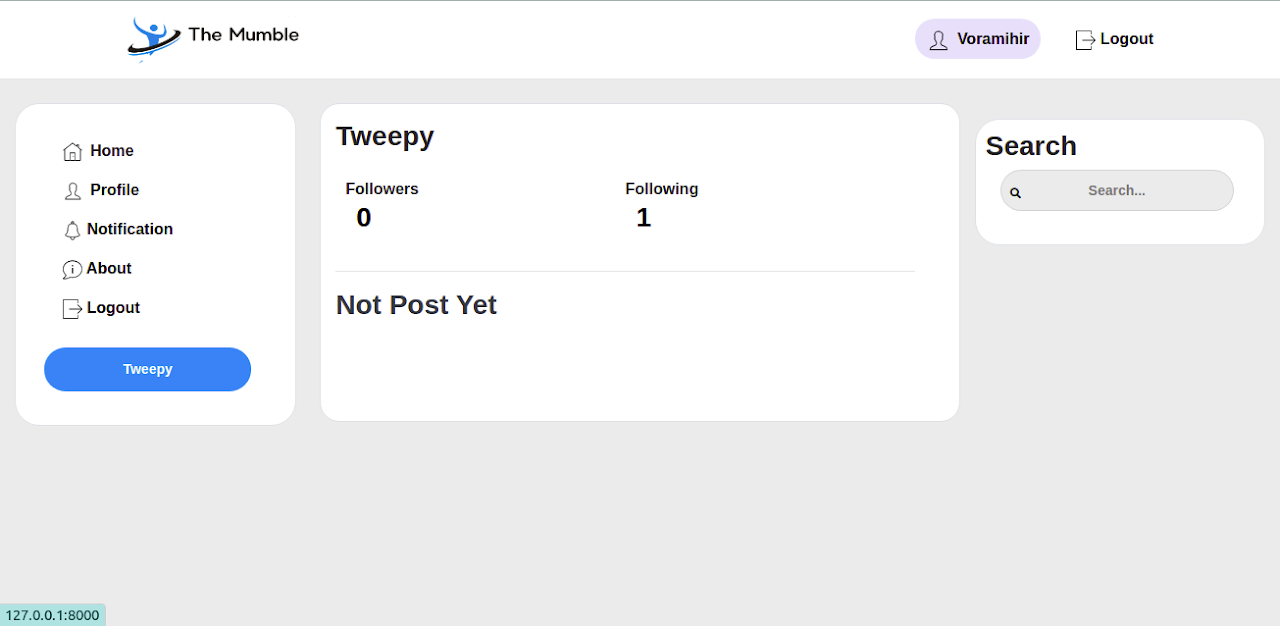 The Mumble
Voramihir
Logout
Home
Profile
Notification
About
Logout
Tweepy
Tweepy
Followers
Following
0
1
Not Post Yet
Search
Search...
127.0.0.1:8000